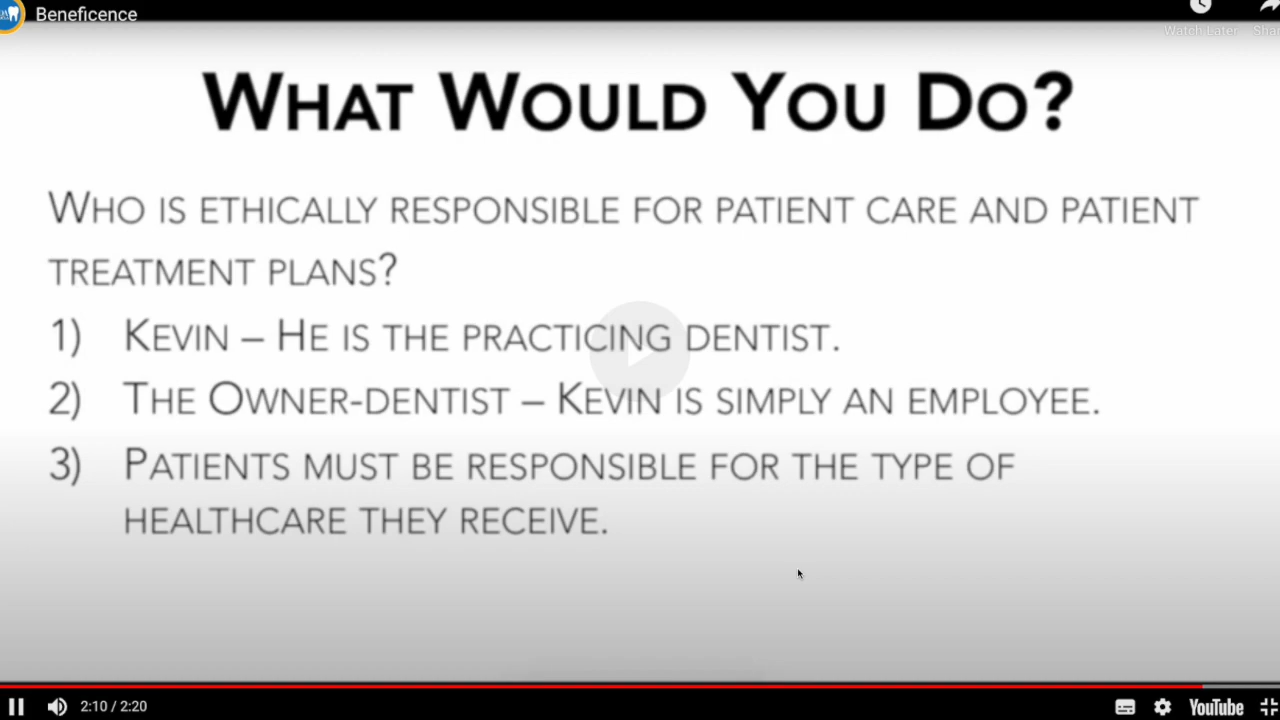 Beneficence
Watch Later
WHAT WOULD YOU DO?
WHO IS ETHICALLY RESPONSIBLE FOR PATIENT CARE AND PATIENT
TREATMENT PLANS?
1) KEVIN – HE IS THE PRACTICING DENTIST.
2) THE OWNER-DENTIST – KEVIN IS SIMPLY AN EMPLOYEE.
3) PATIENTS MUST BE RESPONSIBLE FOR THE TYPE OF
HEALTHCARE THEY RECEIVE.
2:10 / 2:20
YouTube